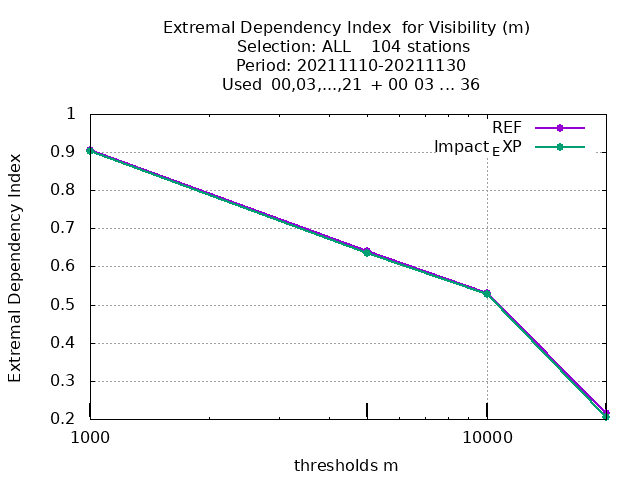 Extremal Dependency Index  for Visibility (m)
Selection: ALL    104 stations
Period: 20211110-20211130
Used  00,03,...,21  + 00 03 ... 36
REF
Impact_EXP
1
0.9
0.8
0.7
0.6
0.5
0.4
0.3
0.2
Extremal Dependency Index
1000
10000
thresholds m